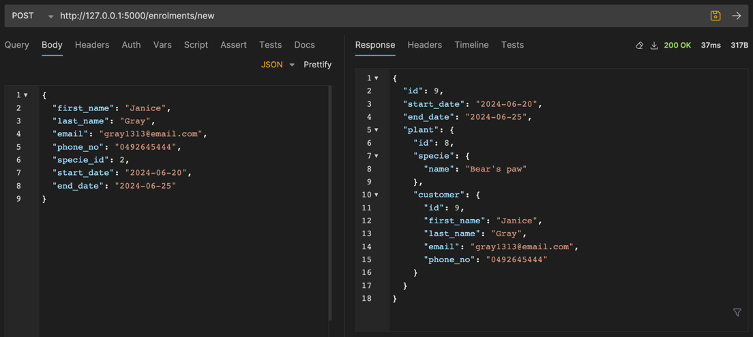 POST http://127.0.0.1:5000/enrolments/new
Query Body Headers Auth Vars Script Assert Tests Docs
JSON Prettify
1 {
2 "first_name": "Janice",
3 "last_name": "Gray",
4 "email": "gray1313@email.com",
5 "phone_no": "0492645444",
6 "specie_id": 2,
7 "start_date": "2024-06-20",
8 "end_date": "2024-06-25"
9 }
Response Headers Timeline Tests 200 OK 37ms 317B
1 {
2 "id": 9,
3 "start_date": "2024-06-20",
4 "end_date": "2024-06-25",
5 "plant": {
6 "id": 8,
7 "specie": {
8 "name": "Bear's paw"
9 },
10 "customer": {
11 "id": 9,
12 "first_name": "Janice",
13 "last_name": "Gray",
14 "email": "gray1313@email.com",
15 "phone_no": "0492645444"
16 }
17 }
18 }